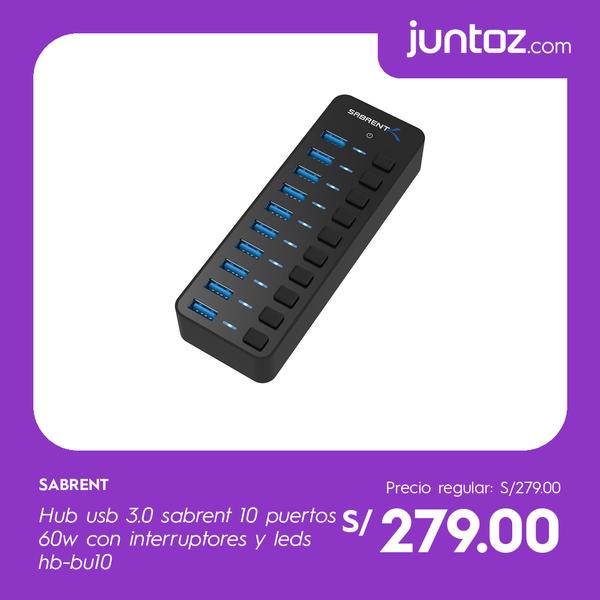 juntoz.com
SABRENT
SABRENT
Hub usb 3.0 sabrent 10 puertos
60w con interruptores y leds
hb-bu10
Precio regular: S/279.00
S/ 279.00